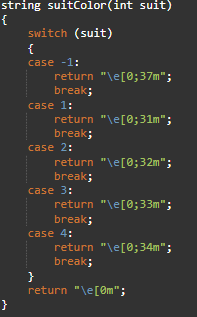 string suitColor(int suit)
{
    switch (suit)
    {
    case -1:
        return "\e[0;37m";
        break;
    case 1:
        return "\e[0;31m";
        break;
    case 2:
        return "\e[0;32m";
        break;
    case 3:
        return "\e[0;33m";
        break;
    case 4:
        return "\e[0;34m";
        break;
    }
    return "\e[0m";
}